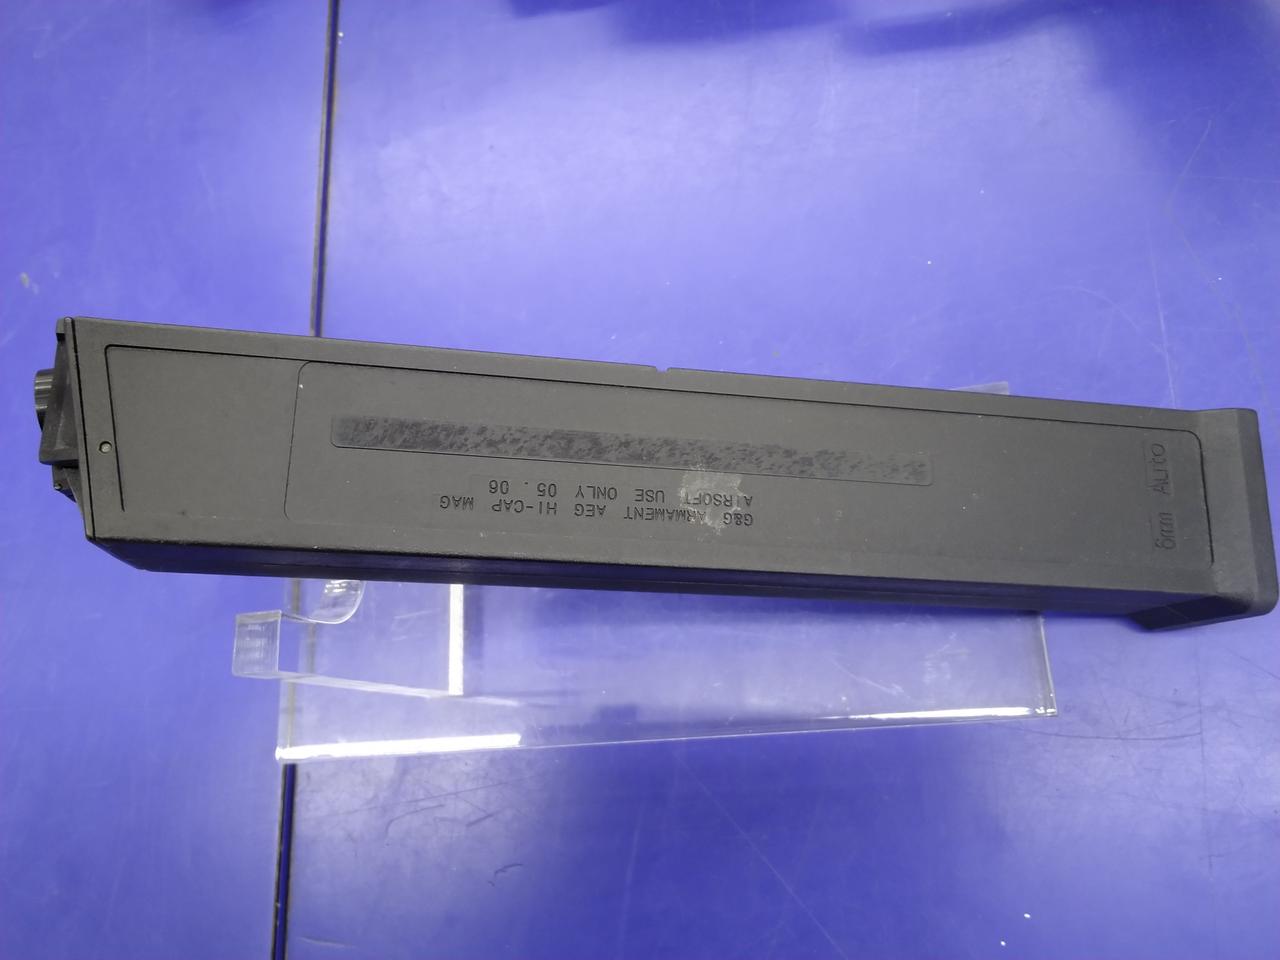 G&G ARMAMENT AEG HI-CAP MAG
AIRSOFT USE ONLY 05 . 06
6mm Auto